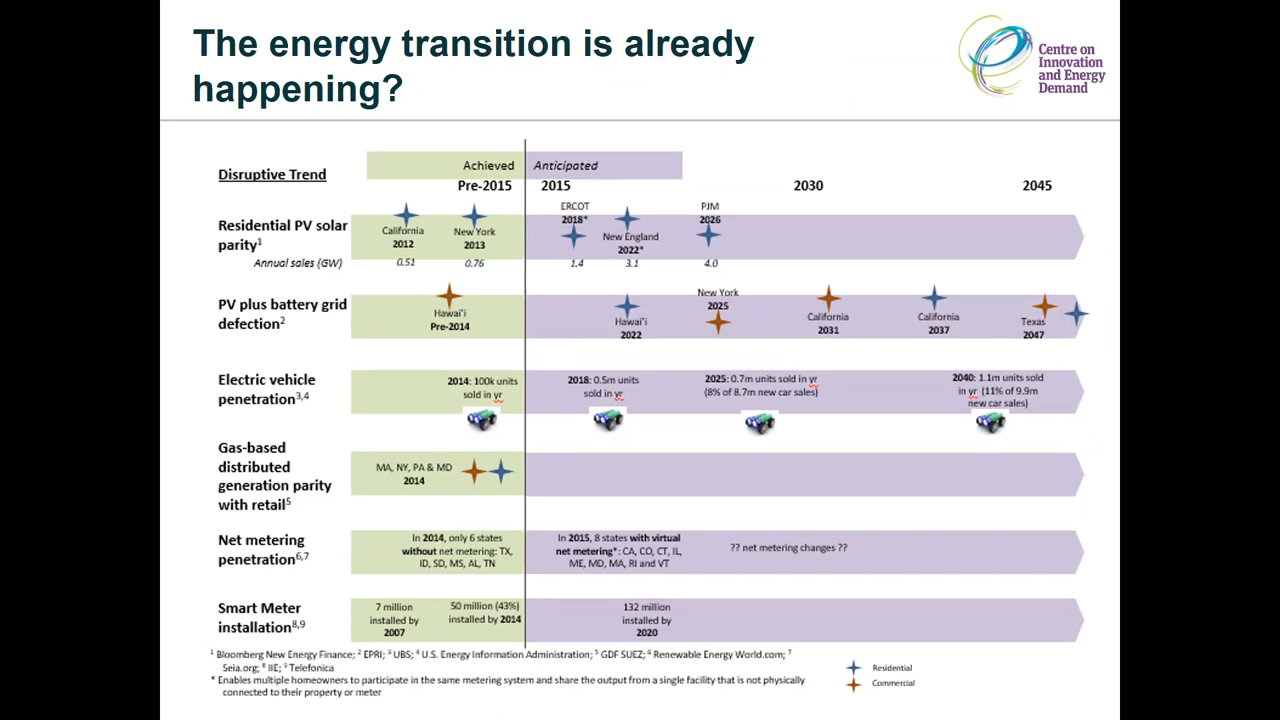 The energy transition is already
happening?
Centre on
Innovation
and Energy
Demand
Disruptive Trend
Achieved
Anticipated
Pre-2015
2015
2030
2045
Residential PV solar
parity1
California
2012
New York
2013
ERCOT
2018*
New England
2022*
PJM
2026
Annual sales (GW)
0.51
0.76
1.4
3.1
4.0
PV plus battery grid
defection2
Hawai'i
Pre-2014
Hawai'i
2022
New York
2025
California
2031
California
2037
Texas
2047
Electric vehicle
penetration3,4
2014: 100k units
sold in yr
2018: 0.5m units
sold in yr
2025: 0.7m units sold in yr
(8% of 8.7m new car sales)
2040: 1.1m units sold
in yr (11% of 9.9m
new car sales)
Gas-based
distributed
generation parity
with retail5
MA, NY, PA & MD
2014
Net metering
penetration6,7
In 2014, only 6 states
without net metering: TX,
ID, SD, MS, AL, TN
In 2015, 8 states with virtual
net metering*: CA, CO, CT, IL,
ME, MD, MA, RI and VT
?? net metering changes ??
Smart Meter
installation8,9
7 million
installed by
2007
50 million (43%)
installed by 2014
132 million
installed by
2020
1 Bloomberg New Energy Finance; 2 EPRI; 3 UBS; 4 U.S. Energy Information Administration; 5 GDF SUEZ; 6 Renewable Energy World.com; 7
Seia.org; 8 IIE; 9 Telefonica
* Enables multiple homeowners to participate in the same metering system and share the output from a single facility that is not physically
connected to their property or meter
Residential
Commercial